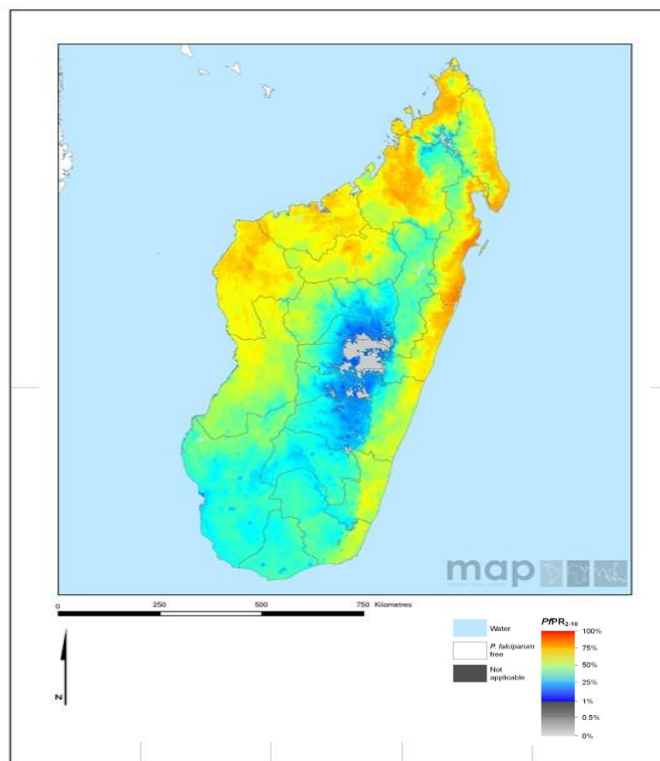 map
0 250 500 750 Kilometres
N
Water
P. falciparum
free
Not
applicable
PfPR2-10
100%
75%
50%
25%
1%
0.5%
0%